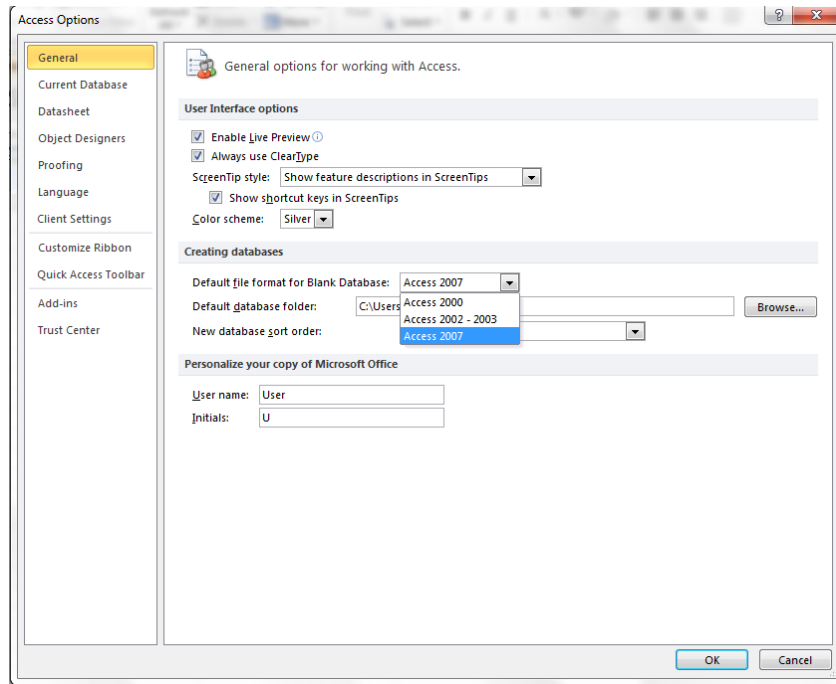 Access Options
General
Current Database
Datasheet
Object Designers
Proofing
Language
Client Settings
Customize Ribbon
Quick Access Toolbar
Add-ins
Trust Center
General options for working with Access.
User Interface options
Enable Live Preview
Always use ClearType
ScreenTip style: Show feature descriptions in ScreenTips
Show shortcut keys in ScreenTips
Color scheme: Silver
Creating databases
Default file format for Blank Database: Access 2007
Access 2000
Access 2002 - 2003
Access 2007
Default database folder: C:\Users Browse...
New database sort order:
Personalize your copy of Microsoft Office
User name: User
Initials: U
OK Cancel